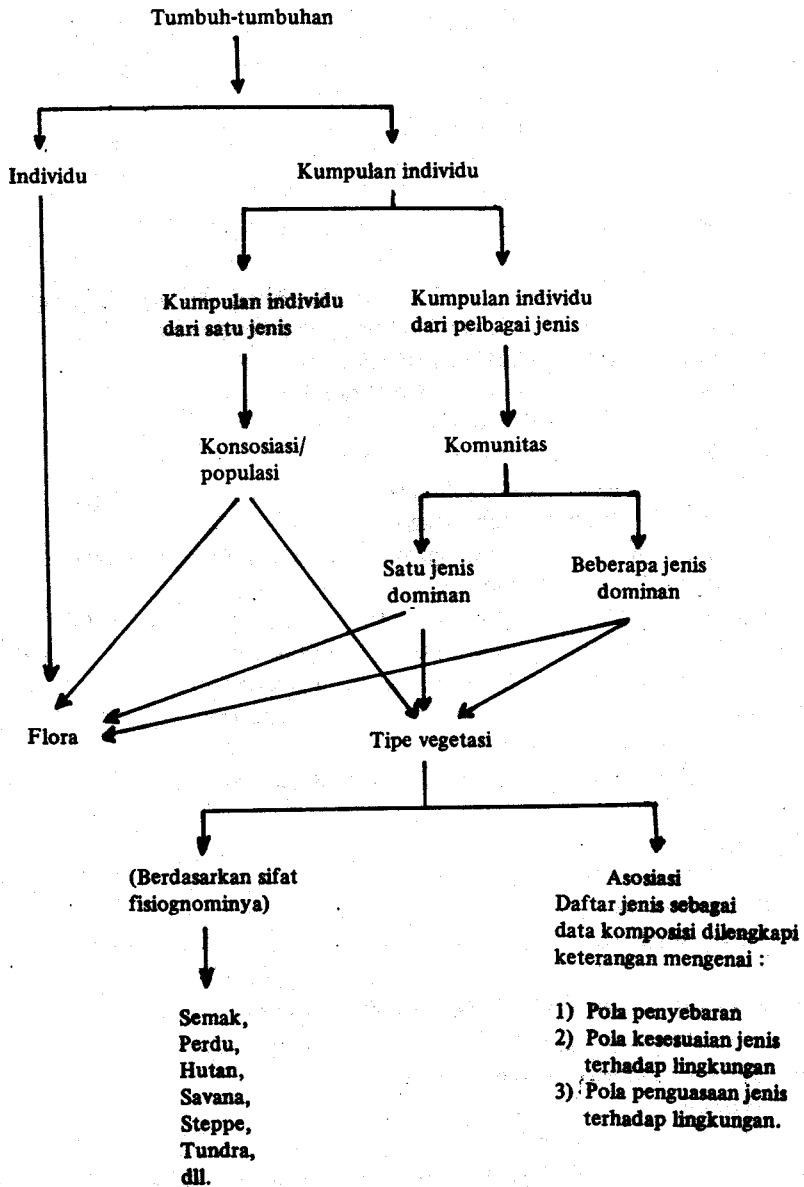 Tumbuh-tumbuhan
Individu
Kumpulan individu
Kumpulan individu
dari satu jenis
Kumpulan individu
dari pelbagai jenis
Konsosiasi/
populasi
Komunitas
Satu jenis
dominan
Beberapa jenis
dominan
Flora
Tipe vegetasi
(Berdasarkan sifat
fisiognominya)
Semak,
Perdu,
Hutan,
Savana,
Steppe,
Tundra,
dll.
Asosiasi
Daftar jenis sebagai
data komposisi dilengkapi
keterangan mengenai :
1) Pola penyebaran
2) Pola kesesuaian jenis
terhadap lingkungan
3) Pola penguasaan jenis
terhadap lingkungan.